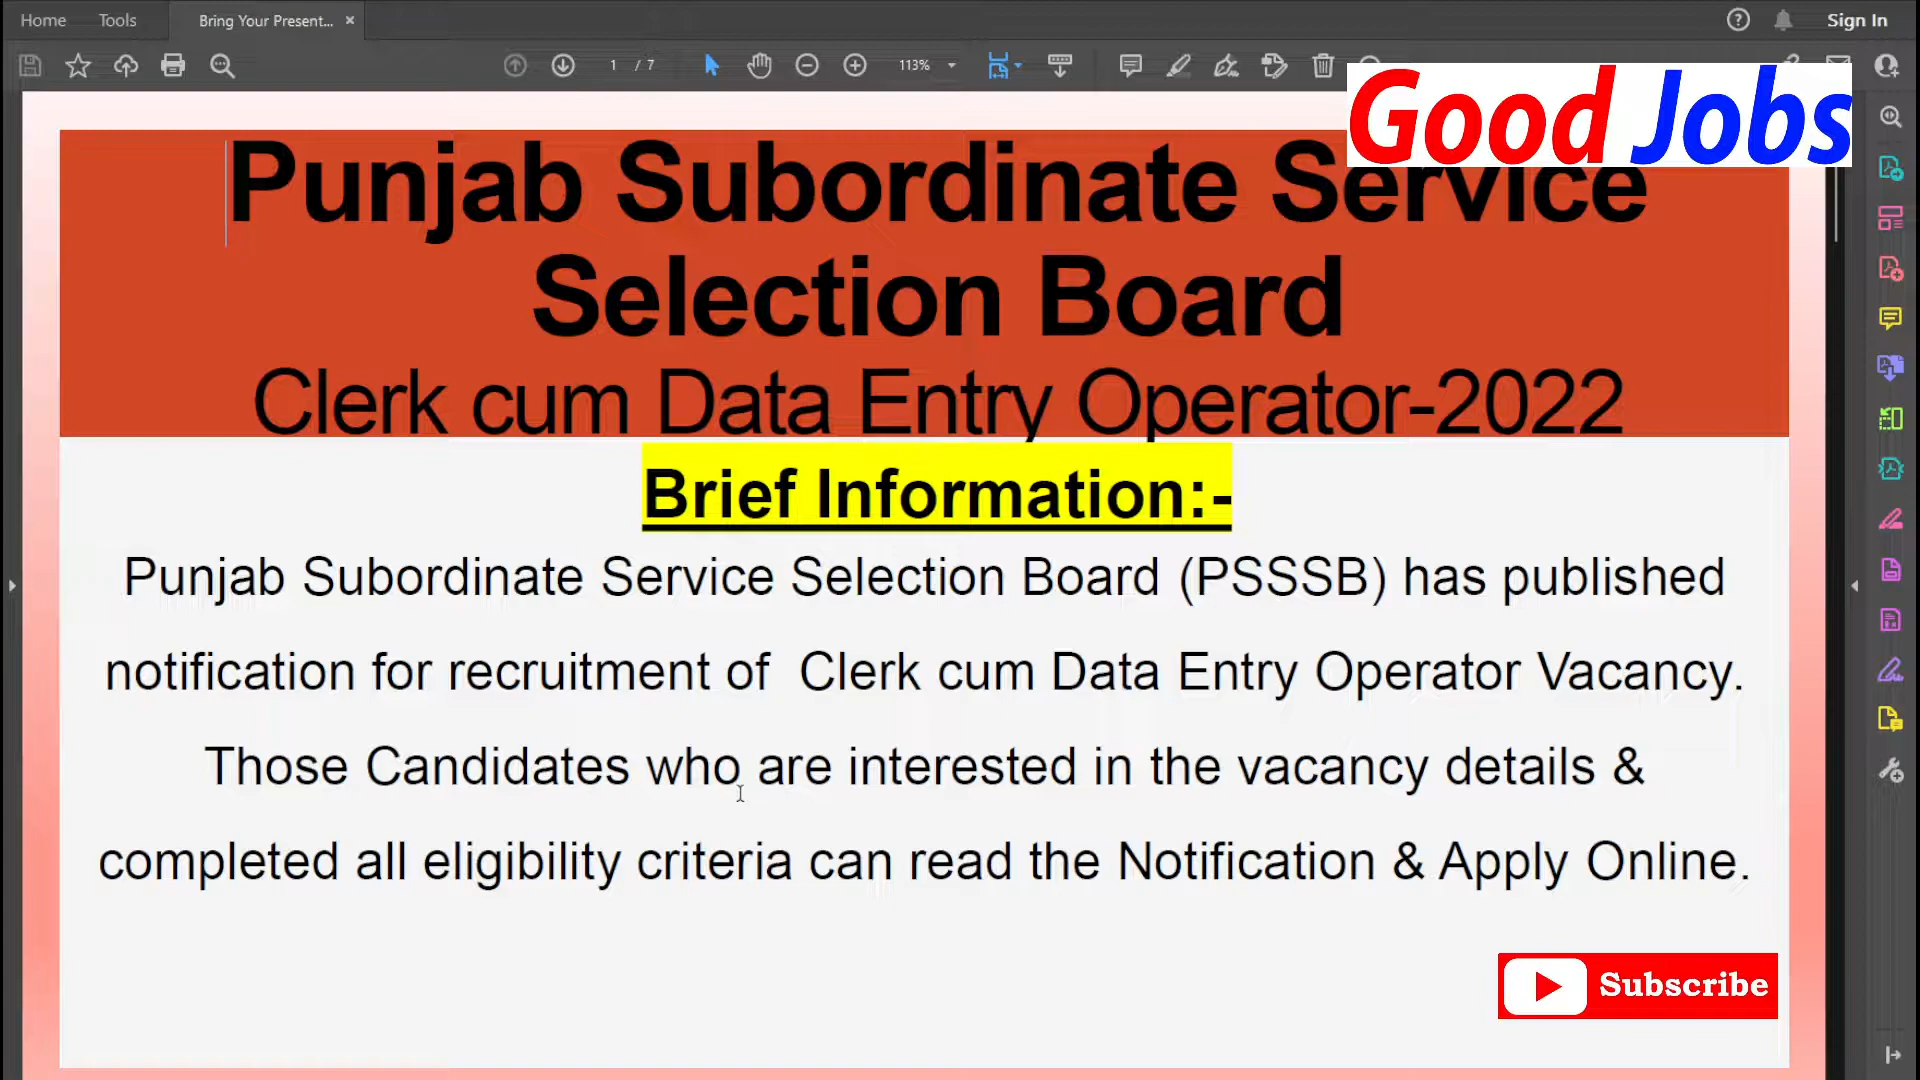 Home Tools Bring Your Present... × Sign In
1 / 7 113%
Good Jobs
Punjab Subordinate Service
Selection Board
Clerk cum Data Entry Operator-2022
Brief Information:-
Punjab Subordinate Service Selection Board (PSSSB) has published
notification for recruitment of Clerk cum Data Entry Operator Vacancy.
Those Candidates who are interested in the vacancy details &
completed all eligibility criteria can read the Notification & Apply Online.
Subscribe